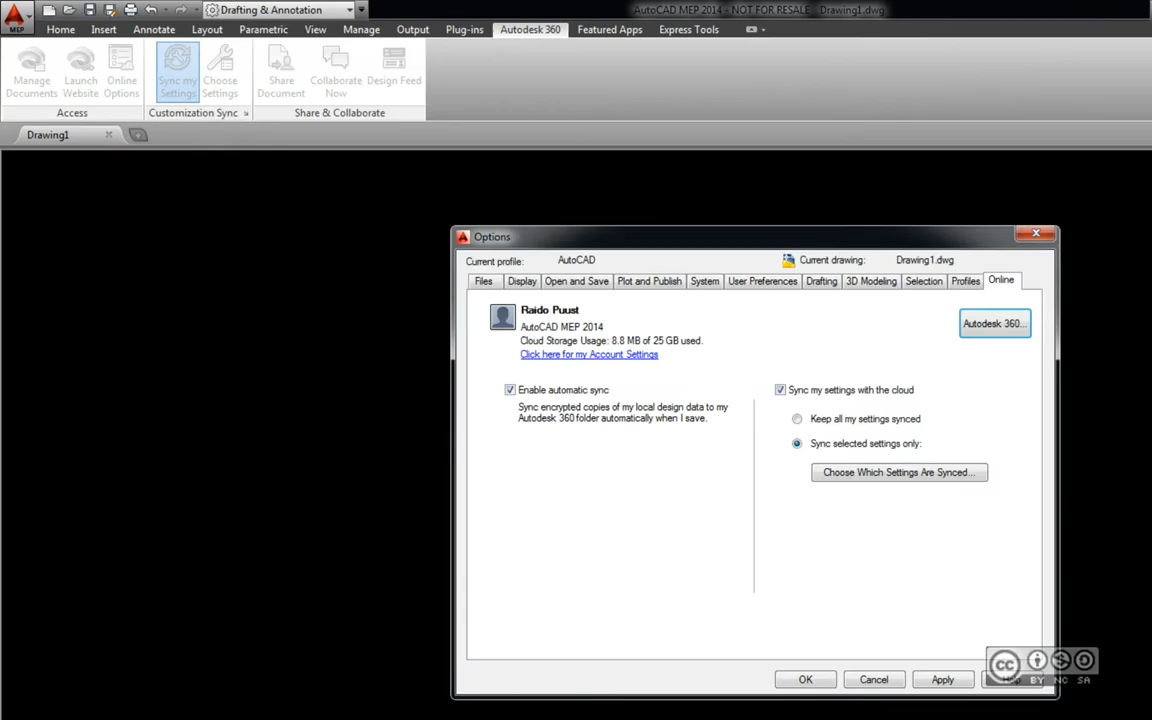 Drafting & Annotation
AutoCAD MEP 2014 - NOT FOR RESALE Drawing1.dwg
MEP
Home Insert Annotate Layout Parametric View Manage Output Plug-ins Autodesk 360 Featured Apps Express Tools
Manage Documents
Launch Website
Online Options
Sync my Settings
Choose Settings
Share Document
Collaborate Now
Design Feed
Access
Customization Sync
Share & Collaborate
Drawing1
Options
Current profile: AutoCAD
Current drawing: Drawing1.dwg
Files Display Open and Save Plot and Publish System User Preferences Drafting 3D Modeling Selection Profiles Online
Raido Puust
AutoCAD MEP 2014
Cloud Storage Usage: 8.8 MB of 25 GB used.
Click here for my Account Settings
Autodesk 360...
Enable automatic sync
Sync encrypted copies of my local design data to my
Autodesk 360 folder automatically when I save.
Sync my settings with the cloud
Keep all my settings synced
Sync selected settings only:
Choose Which Settings Are Synced...
OK Cancel Apply
cc
BY NC SA